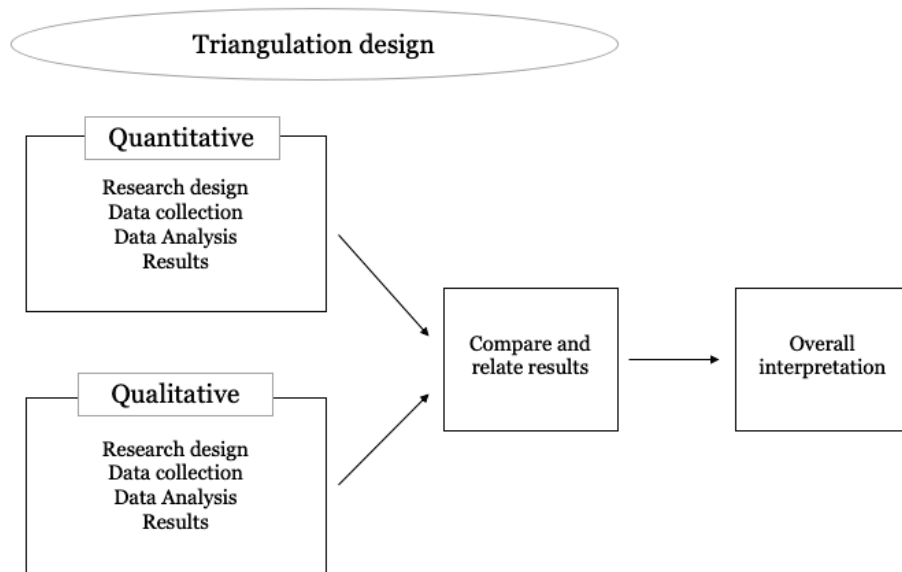 Triangulation design
Quantitative
Research design
Data collection
Data Analysis
Results
Qualitative
Research design
Data collection
Data Analysis
Results
Compare and
relate results
Overall
interpretation